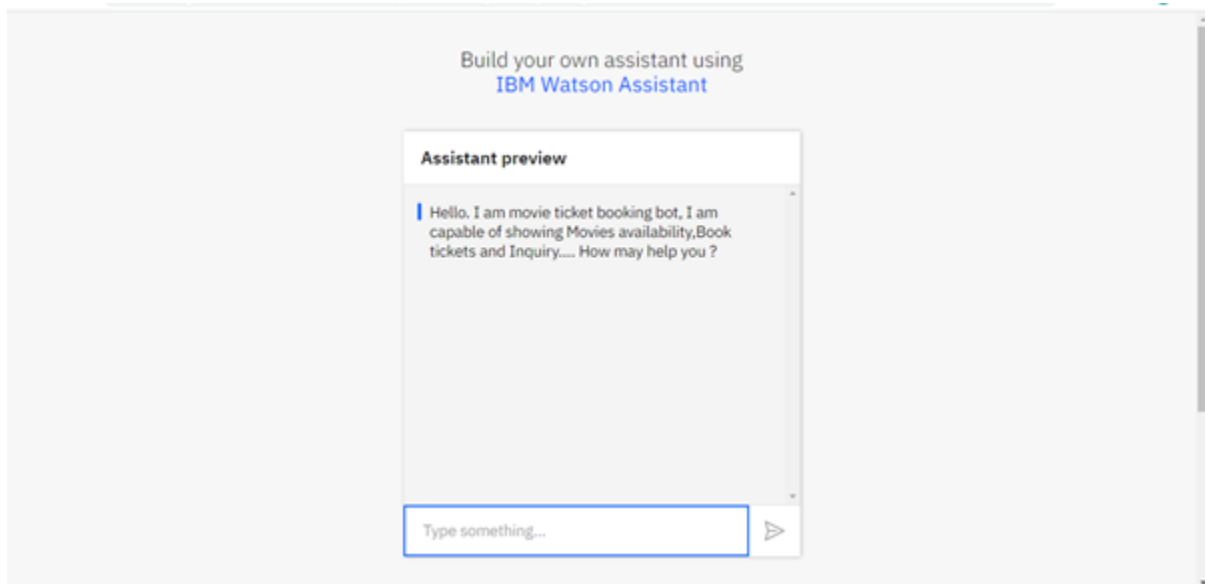 Build your own assistant using
IBM Watson Assistant
Assistant preview
Hello. I am movie ticket booking bot, I am
capable of showing Movies availability,Book
tickets and Inquiry..... How may help you ?
Type something...